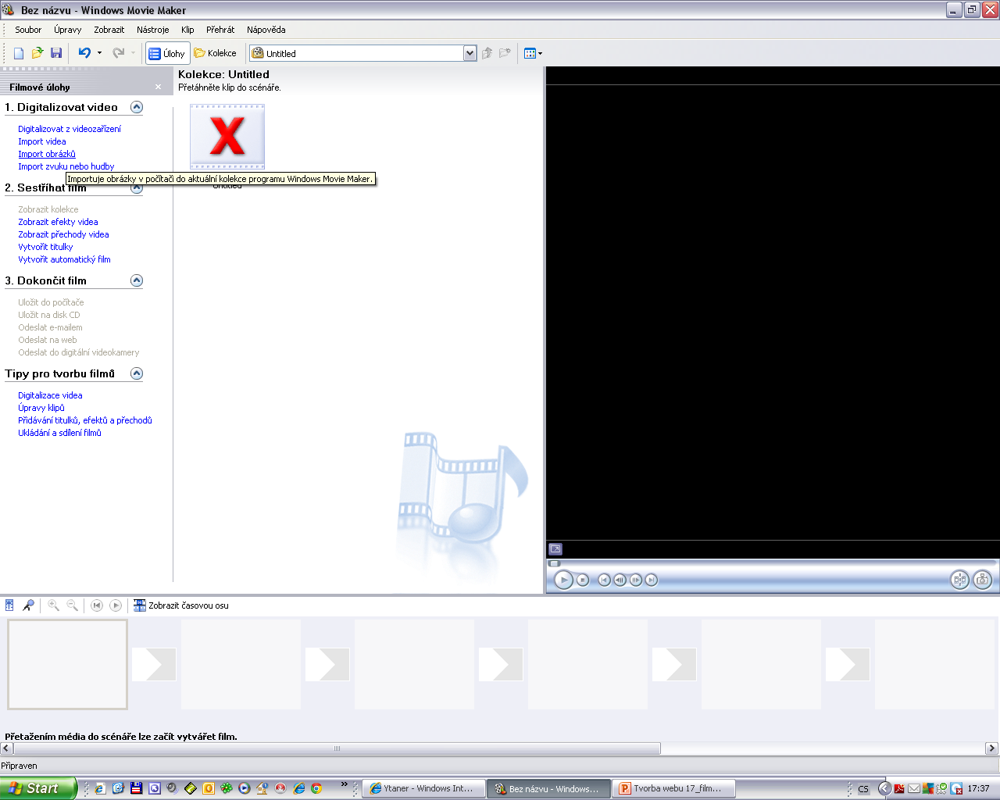 Bez názvu - Windows Movie Maker
Soubor Úpravy Zobrazit Nástroje Klip Přehrát Nápověda
Úlohy Kolekce Untitled
Filmové úlohy
1. Digitalizovat video
Digitalizovat z videozařízení
Import videa
Import obrázků
Import zvuku nebo hudby
2. Sestříhat film
Zobrazit kolekce
Zobrazit efekty videa
Zobrazit přechody videa
Vytvořit titulky
Vytvořit automatický film
3. Dokončit film
Uložit do počítače
Uložit na disk CD
Odeslat e-mailem
Odeslat na web
Odeslat do digitální videokamery
Tipy pro tvorbu filmů
Digitalizace videa
Úpravy klipů
Přidávání titulků, efektů a přechodů
Ukládání a sdílení filmů
Kolekce: Untitled
Přetáhněte klip do scénáře.
Importuje obrázky v počítači do aktuální kolekce programu Windows Movie Maker.
Untitled
Zobrazit časovou osu
Přetažením média do scénáře lze začít vytvářet film.
Připraven
Start
Ytaner - Windows Int...
Bez názvu - Windows...
Tvorba webu 17_film...
CS
17:37